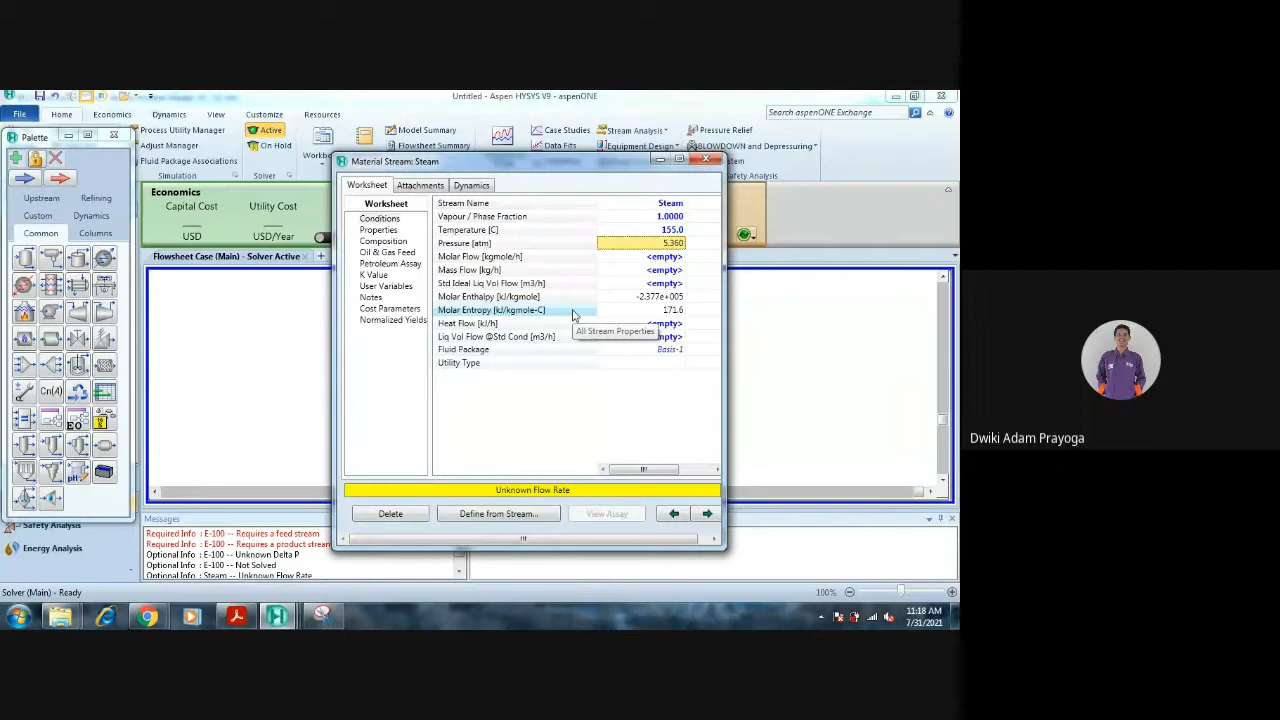 Untitled - Aspen HYSYS V9 - aspenONE
File
Home
Economics
Dynamics
View
Customize
Resources
Search aspenONE Exchange
Palette
Process Utility Manager
Adjust Manager
Fluid Package Associations
Simulation
Active
On Hold
Solver
Model Summary
Flowsheet Summary
Case Studies
Data Fits
Stream Analysis
Equipment Design
Pressure Relief
BLOWDOWN and Depressuring
Safety Analysis
Upstream
Refining
Custom
Dynamics
Common
Columns
Economics
Capital Cost
Utility Cost
USD
USD/Year
Flowsheet Case (Main) - Solver Active
Material Stream: Steam
Worksheet
Attachments
Dynamics
Worksheet
Conditions
Properties
Composition
Oil & Gas Feed
Petroleum Assay
K Value
User Variables
Notes
Cost Parameters
Normalized Yields
Stream Name Steam
Vapour / Phase Fraction 1.0000
Temperature [C] 155.0
Pressure [atm] 5.360
Molar Flow [kgmole/h] <empty>
Mass Flow [kg/h] <empty>
Std Ideal Liq Vol Flow [m3/h] <empty>
Molar Enthalpy [kJ/kgmole] -2.377e+005
Molar Entropy [kJ/kgmole-C] 171.6
Heat Flow [kJ/h]
All Stream Properties
Liq Vol Flow @Std Cond [m3/h]
Fluid Package Basis-1
Utility Type
Unknown Flow Rate
Delete
Define from Stream...
View Assay
Cn(A)
EO
pH
Safety Analysis
Energy Analysis
Messages
Required Info : E-100 -- Requires a feed stream
Required Info : E-100 -- Requires a product stream
Optional Info : E-100 -- Unknown Delta P
Optional Info : E-100 -- Not Solved
Optional Info : Steam -- Unknown Flow Rate
Solver (Main) - Ready
100%
11:18 AM
7/31/2021
Dwiki Adam Prayoga